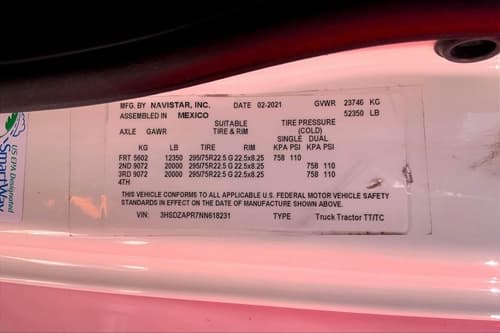 MFG. BY NAVISTAR, INC. DATE 02-2021 GVWR 23746 KG
ASSEMBLED IN MEXICO 52350 LB
SUITABLE TIRE PRESSURE
AXLE GAWR TIRE & RIM (COLD)
SINGLE DUAL
KG LB TIRE RIM KPA PSI KPA PSI
FRT 5602 12350 295/75R22.5 G 22.5x8.25 758 110
2ND 9072 20000 295/75R22.5 G 22.5x8.25 758 110
3RD 9072 20000 295/75R22.5 G 22.5x8.25 758 110
4TH
THIS VEHICLE CONFORMS TO ALL APPLICABLE U.S. FEDERAL MOTOR VEHICLE SAFETY
STANDARDS IN EFFECT ON THE DATE OF MANUFACTURE SHOWN ABOVE.
VIN: 3HSDZAPR7NN618231 TYPE Truck Tractor TT/TC
US EPA Designated
SmartWay